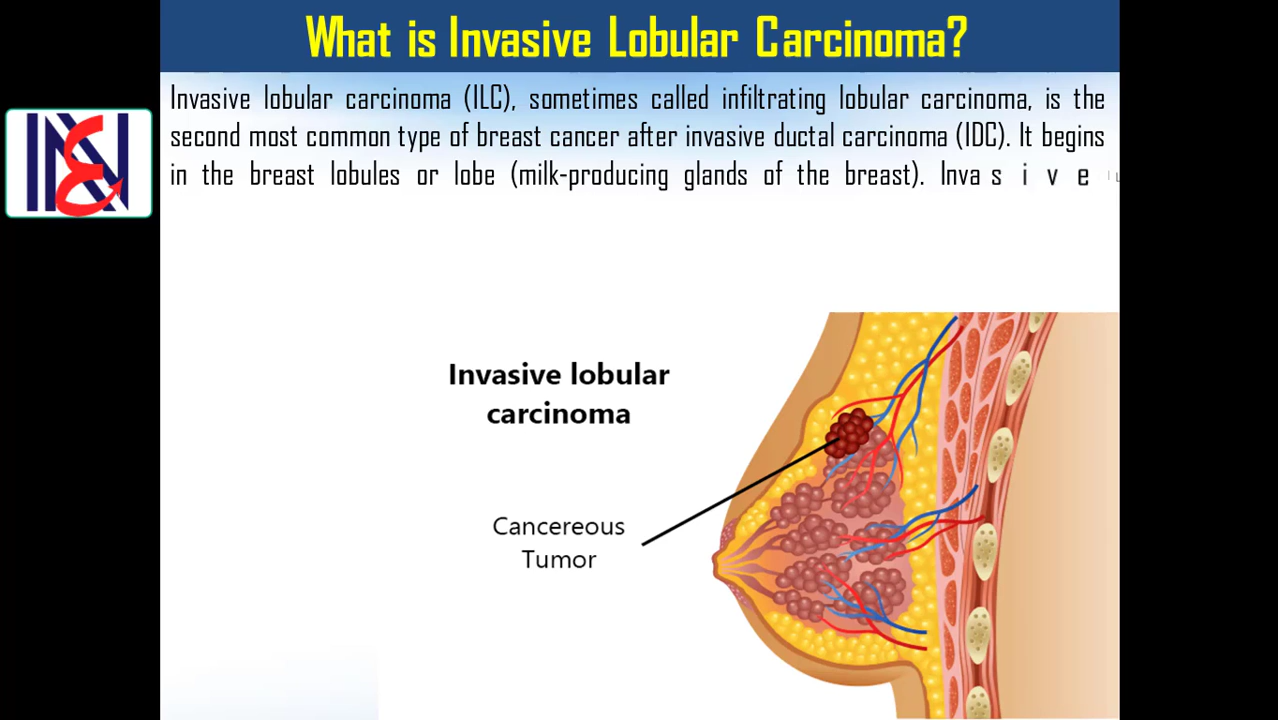 What is Invasive Lobular Carcinoma?
Invasive lobular carcinoma (ILC), sometimes called infiltrating lobular carcinoma, is the
second most common type of breast cancer after invasive ductal carcinoma (IDC). It begins
in the breast lobules or lobe (milk-producing glands of the breast). Invasive
Invasive lobular
carcinoma
Cancereous
Tumor